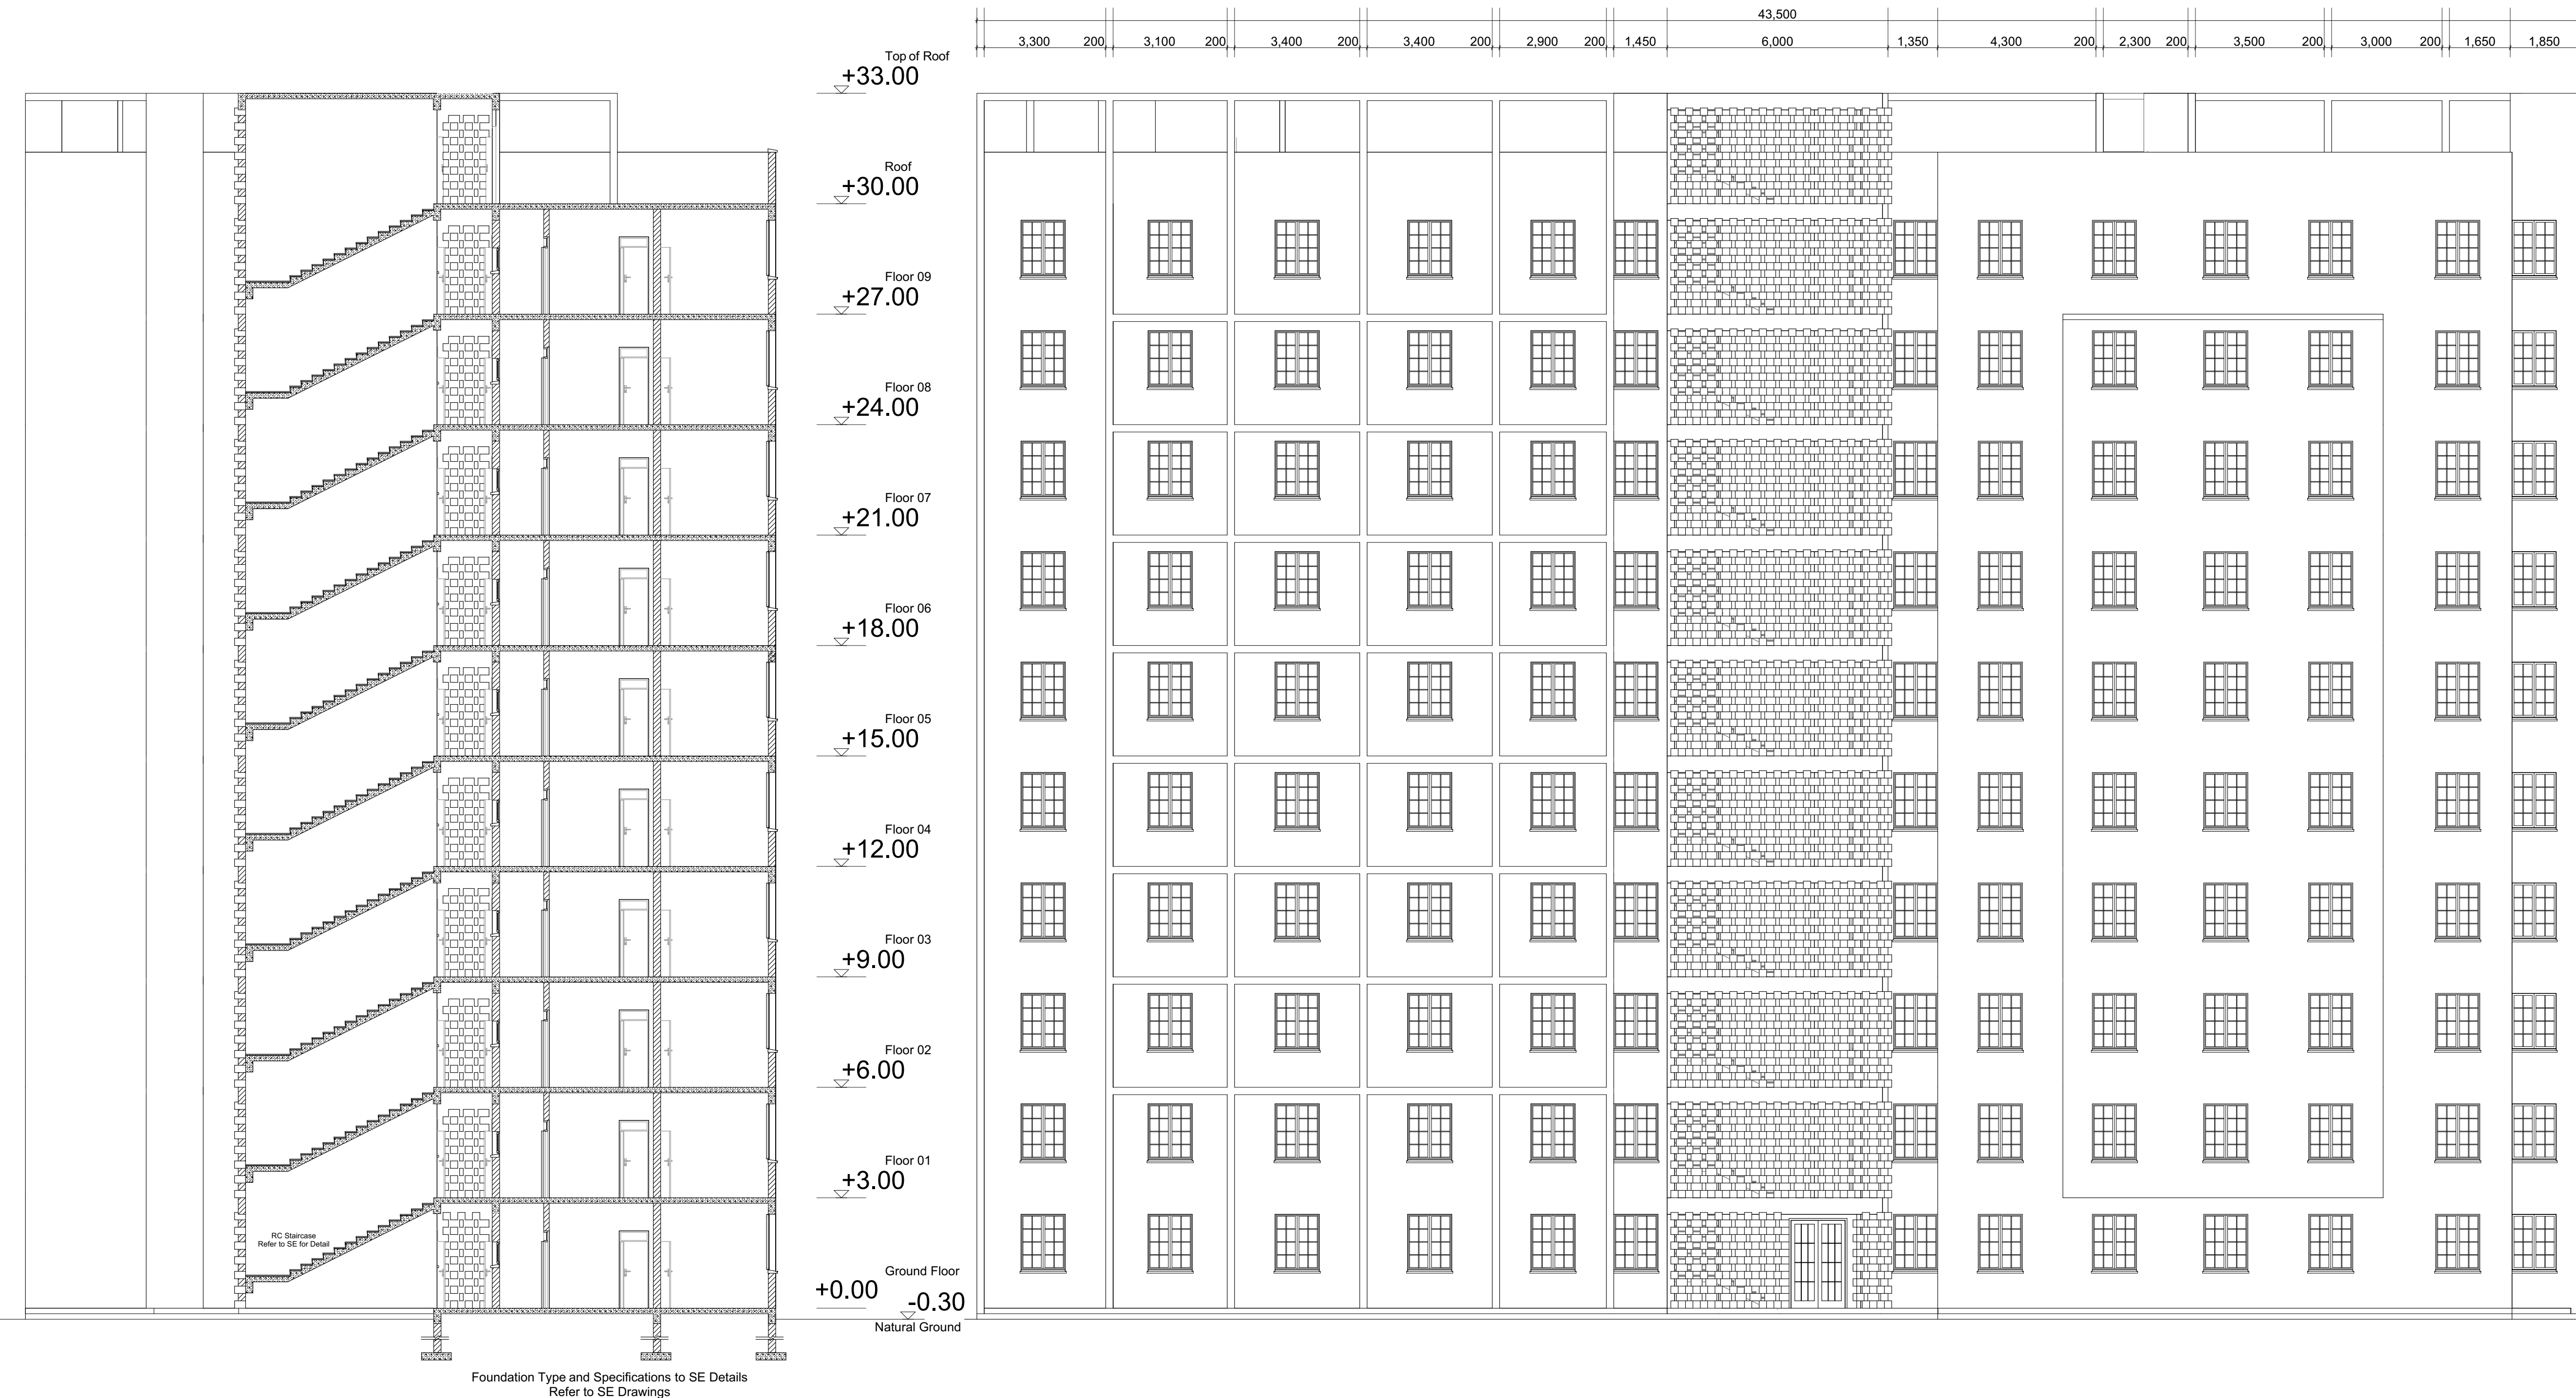 43,500
3,300 200 3,100 200 3,400 200 3,400 200 2,900 200 1,450 6,000 1,350 4,300 200 2,300 200 3,500 200 3,000 200 1,650 1,850
Top of Roof
+33.00
Roof
+30.00
Floor 09
+27.00
Floor 08
+24.00
Floor 07
+21.00
Floor 06
+18.00
Floor 05
+15.00
Floor 04
+12.00
Floor 03
+9.00
Floor 02
+6.00
Floor 01
+3.00
RC Staircase
Refer to SE for Detail
Ground Floor
+0.00
-0.30
Natural Ground
Foundation Type and Specifications to SE Details
Refer to SE Drawings